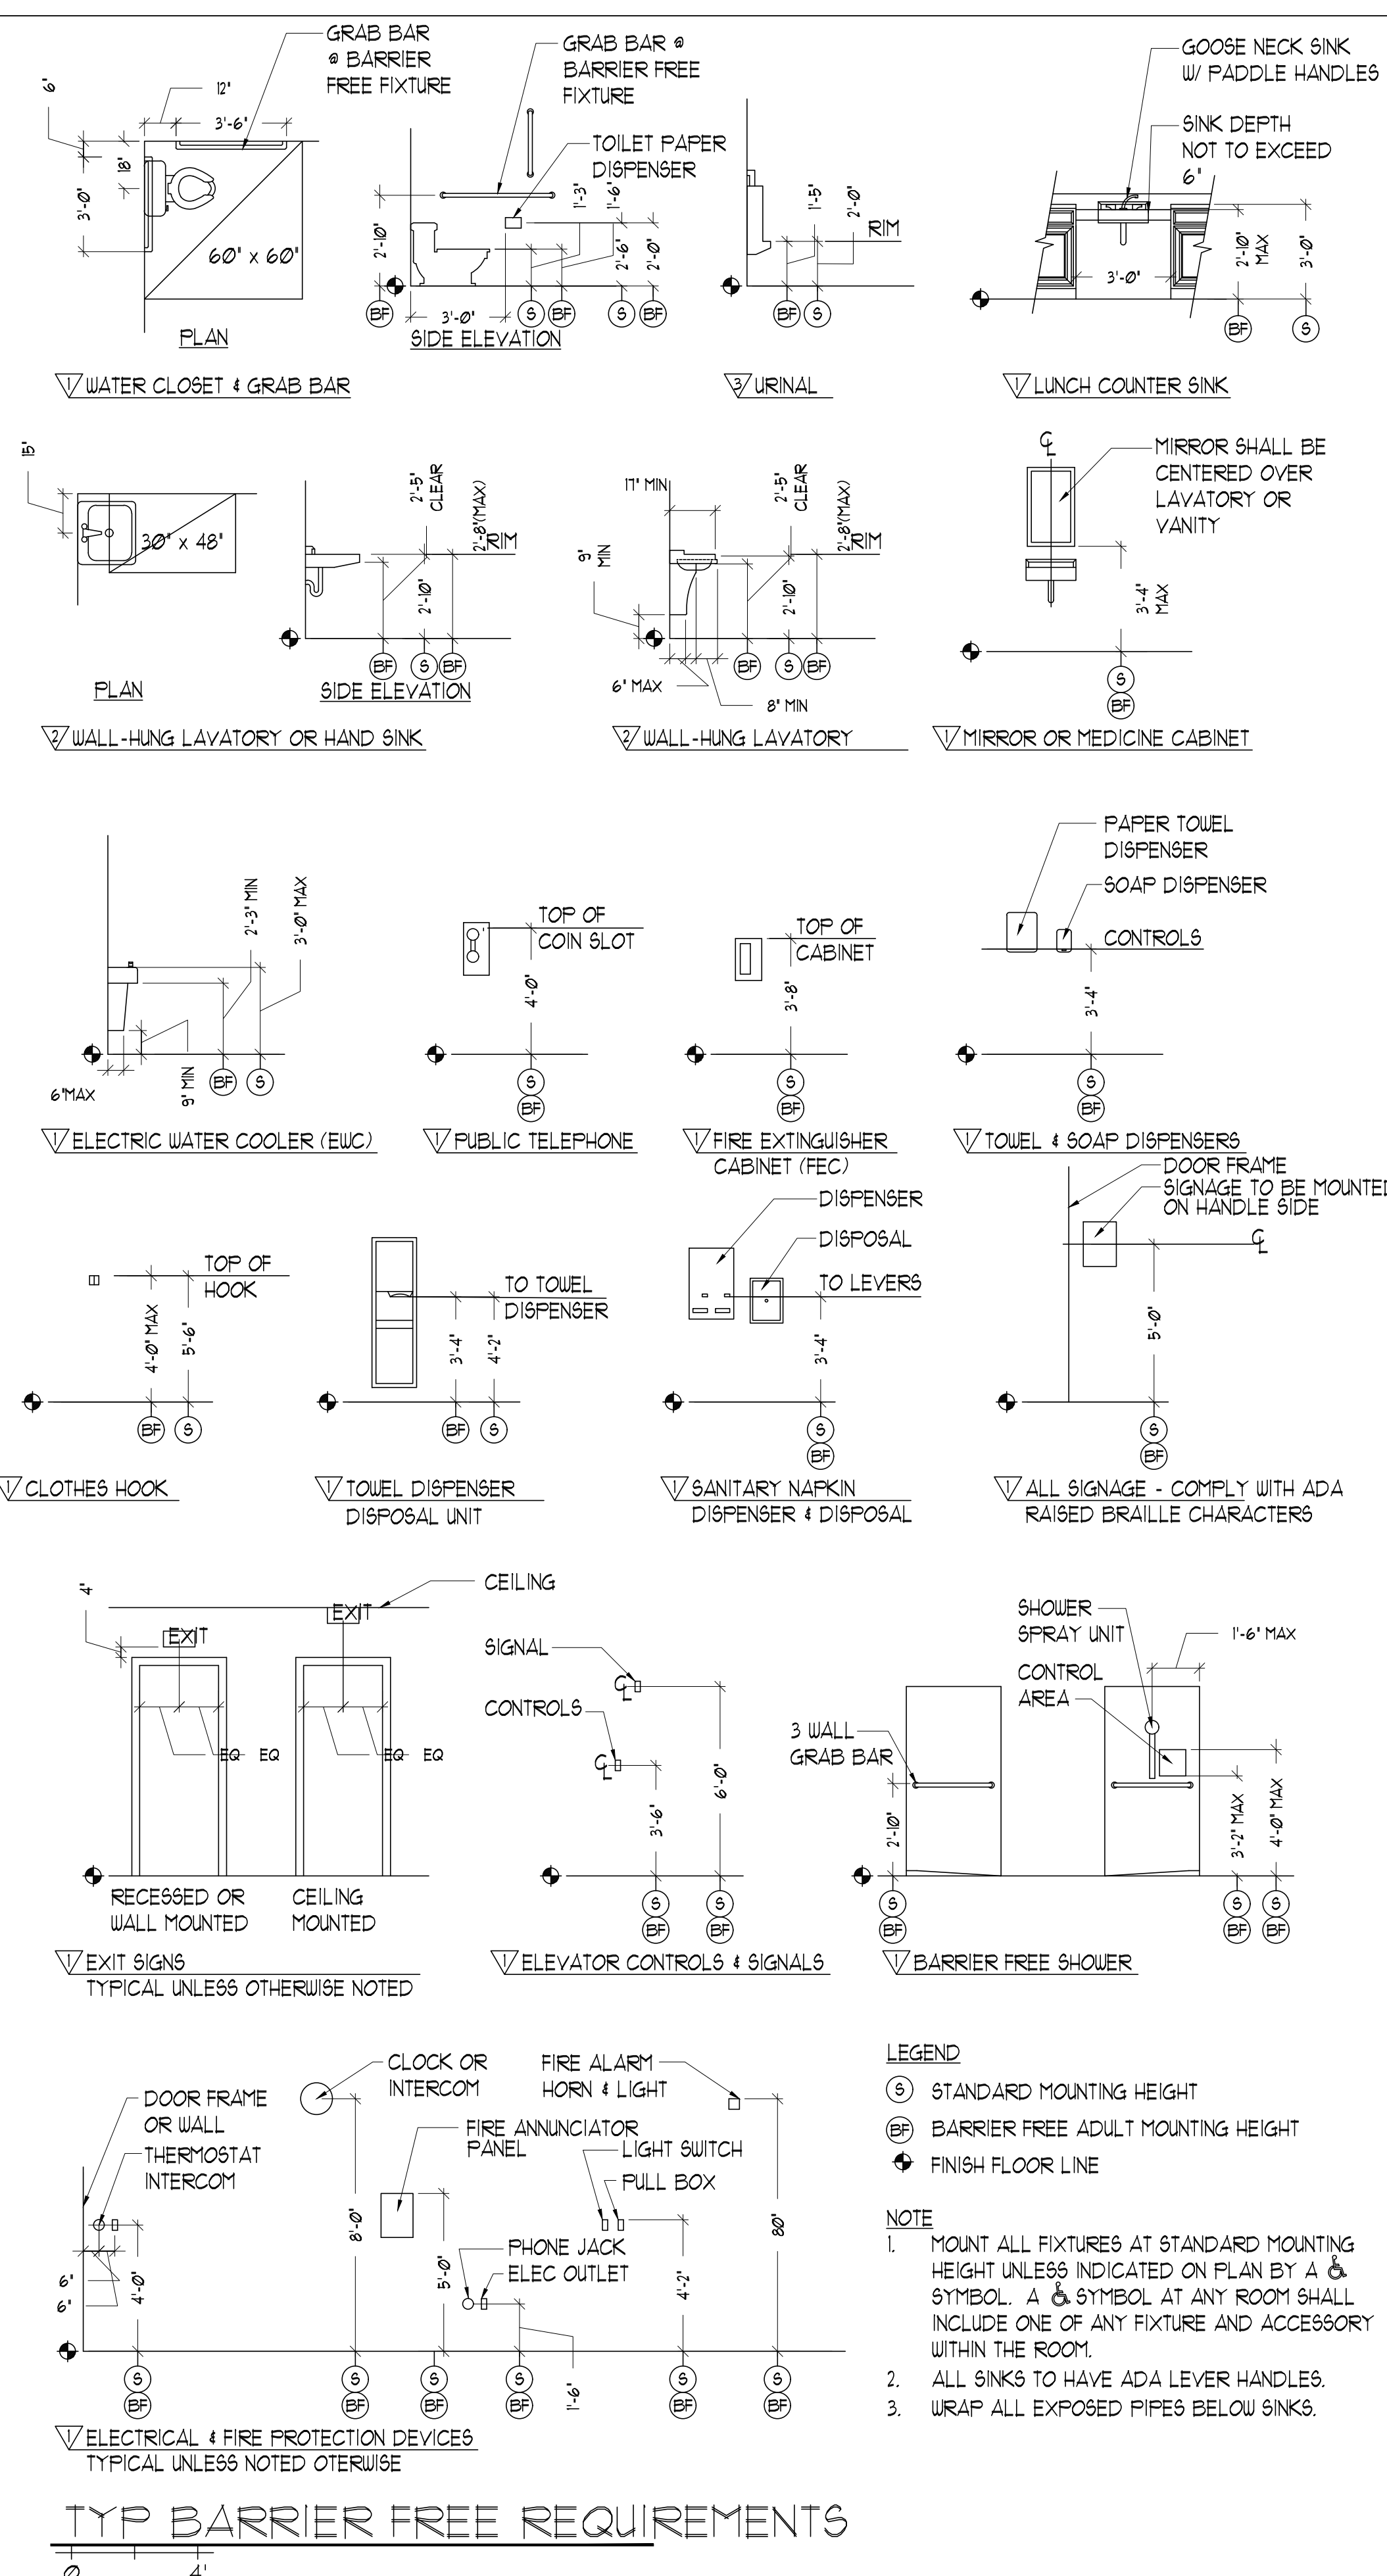 GRAB BAR
@ BARRIER
FREE FIXTURE
6"
12"
3'-6"
18"
3'-0"
60" x 60"
PLAN
GRAB BAR @
BARRIER FREE
FIXTURE
TOILET PAPER
DISPENSER
1'-3"
1'-6"
2'-10"
2'-6"
2'-0"
BF
3'-0"
S
BF
S
BF
SIDE ELEVATION
1 WATER CLOSET & GRAB BAR
1'-5"
2'-0"
RIM
BF
S
3 URINAL
GOOSE NECK SINK
W/ PADDLE HANDLES
SINK DEPTH
NOT TO EXCEED
6"
3'-0"
2'-10"
MAX
3'-0"
BF
S
1 LUNCH COUNTER SINK
15"
30" x 48"
PLAN
2'-5"
CLEAR
2'-8"(MAX)
RIM
2'-10"
BF
S
BF
SIDE ELEVATION
2 WALL-HUNG LAVATORY OR HAND SINK
17" MIN
9"
MIN
2'-5"
CLEAR
2'-8"(MAX)
RIM
2'-10"
BF
S
BF
6" MAX
8" MIN
2 WALL-HUNG LAVATORY
CL
MIRROR SHALL BE
CENTERED OVER
LAVATORY OR
VANITY
3'-4"
MAX
S
BF
1 MIRROR OR MEDICINE CABINET
2'-3" MIN
3'-0" MAX
6"MAX
9" MIN
BF
S
1 ELECTRIC WATER COOLER (EWC)
TOP OF
COIN SLOT
4'-0"
S
BF
1 PUBLIC TELEPHONE
TOP OF
CABINET
3'-8"
S
BF
1 FIRE EXTINGUISHER
CABINET (FEC)
PAPER TOWEL
DISPENSER
SOAP DISPENSER
CONTROLS
3'-4"
S
BF
1 TOWEL & SOAP DISPENSERS
TOP OF
HOOK
4'-0" MAX
5'-6"
BF
S
1 CLOTHES HOOK
TO TOWEL
DISPENSER
3'-4"
4'-2"
BF
S
1 TOWEL DISPENSER
DISPOSAL UNIT
DISPENSER
DISPOSAL
TO LEVERS
3'-4"
S
BF
1 SANITARY NAPKIN
DISPENSER & DISPOSAL
DOOR FRAME
SIGNAGE TO BE MOUNTED
ON HANDLE SIDE
CL
5'-0"
S
BF
1 ALL SIGNAGE - COMPLY WITH ADA
RAISED BRAILLE CHARACTERS
4"
CEILING
EXIT
EXIT
EQ EQ
EQ EQ
RECESSED OR
WALL MOUNTED
CEILING
MOUNTED
1 EXIT SIGNS
TYPICAL UNLESS OTHERWISE NOTED
SIGNAL
CL
CONTROLS
CL
3'-6"
6'-0"
S
BF
S
BF
1 ELEVATOR CONTROLS & SIGNALS
SHOWER
SPRAY UNIT
1'-6" MAX
CONTROL
AREA
3 WALL
GRAB BAR
2'-10"
3'-2" MAX
4'-0" MAX
S
BF
S
BF
S
BF
1 BARRIER FREE SHOWER
DOOR FRAME
OR WALL
THERMOSTAT
INTERCOM
CLOCK OR
INTERCOM
FIRE ALARM
HORN & LIGHT
FIRE ANNUNCIATOR
PANEL
LIGHT SWITCH
PULL BOX
PHONE JACK
ELEC OUTLET
6"
6"
4'-0"
8'-0"
5'-0"
1'-6"
4'-2"
80"
S
BF
S
BF
S
BF
S
BF
S
BF
S
BF
1 ELECTRICAL & FIRE PROTECTION DEVICES
TYPICAL UNLESS NOTED OTERWISE
LEGEND
S STANDARD MOUNTING HEIGHT
BF BARRIER FREE ADULT MOUNTING HEIGHT
FINISH FLOOR LINE
NOTE
1. MOUNT ALL FIXTURES AT STANDARD MOUNTING
HEIGHT UNLESS INDICATED ON PLAN BY A ♿
SYMBOL. A ♿ SYMBOL AT ANY ROOM SHALL
INCLUDE ONE OF ANY FIXTURE AND ACCESSORY
WITHIN THE ROOM.
2. ALL SINKS TO HAVE ADA LEVER HANDLES.
3. WRAP ALL EXPOSED PIPES BELOW SINKS.
TYP BARRIER FREE REQUIREMENTS
0 4'